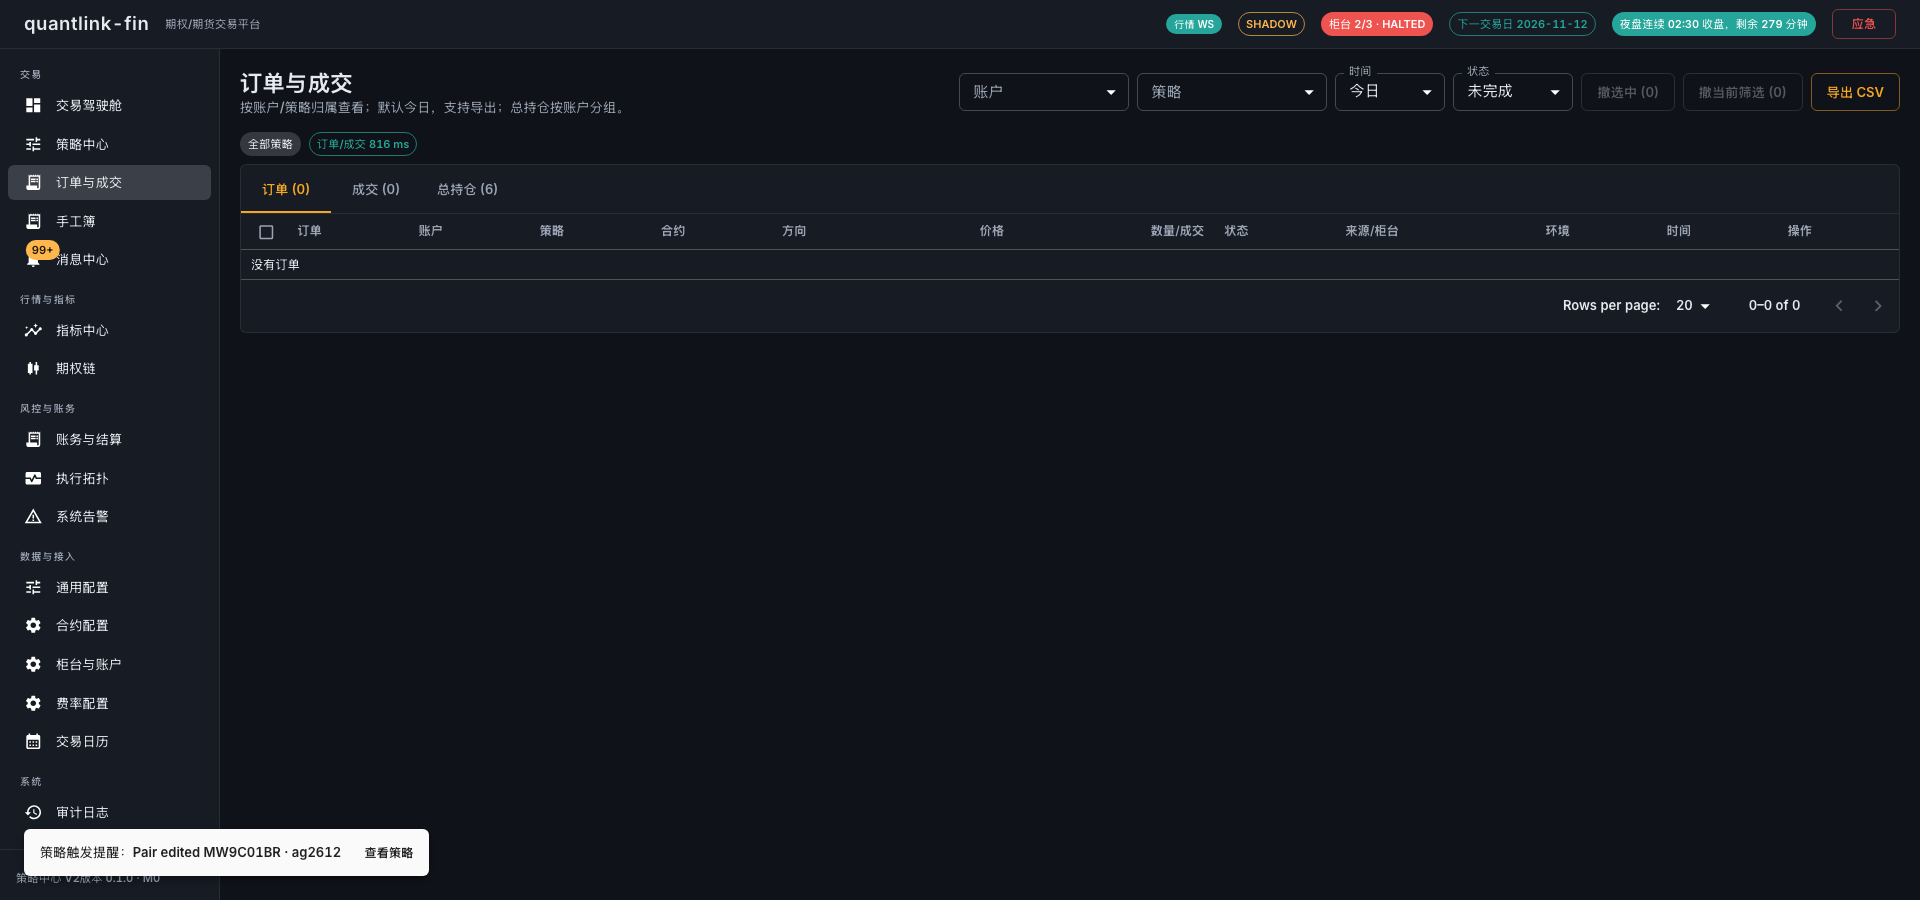 quantlink-fin 期权/期货交易平台 行情 WS SHADOW 柜台 2/3 · HALTED 下一交易日 2026-11-12 夜盘连续 02:30 收盘，剩余 279 分钟 应急
交易
交易驾驶舱
策略中心
订单与成交
手工簿
99+
消息中心
行情与指标
指标中心
期权链
风控与账务
账务与结算
执行拓扑
系统告警
数据与接入
通用配置
合约配置
柜台与账户
费率配置
交易日历
系统
审计日志
策略中心 V2版本 0.1.0 · M0
订单与成交
按账户/策略归属查看；默认今日，支持导出；总持仓按账户分组。
账户 策略 时间 今日 状态 未完成 撤选中 (0) 撤当前筛选 (0) 导出 CSV
全部策略 订单/成交 816 ms
订单 (0) 成交 (0) 总持仓 (6)
订单 账户 策略 合约 方向 价格 数量/成交 状态 来源/柜台 环境 时间 操作
没有订单
Rows per page: 20 0–0 of 0
策略触发提醒：Pair edited MW9C01BR · ag2612 查看策略